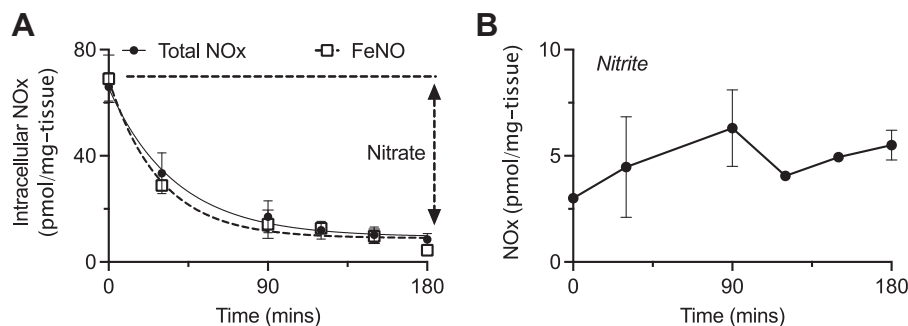 A
Total NOx
FeNO
Intracellular NOx
(pmol/mg-tissue)
80
40
0
Nitrate
0
90
180
Time (mins)
B
Nitrite
NOx (pmol/mg-tissue)
10
5
0
0
90
180
Time (mins)